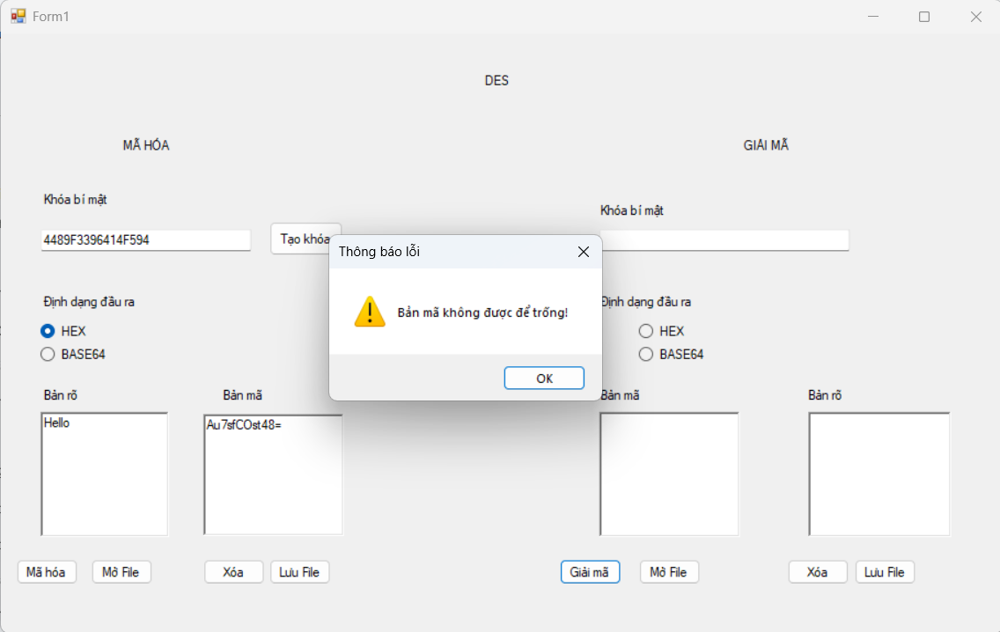 Form1
DES
MÃ HÓA
GIẢI MÃ
Khóa bí mật
Khóa bí mật
4489F3396414F594
Tạo khóa
Thông báo lỗi
Bản mã không được để trống!
OK
Định dạng đầu ra
Định dạng đầu ra
HEX
HEX
BASE64
BASE64
Bản rõ
Bản mã
Bản mã
Bản rõ
Hello
Au7sfCOst48=
Mã hóa
Mở File
Xóa
Lưu File
Giải mã
Mở File
Xóa
Lưu File